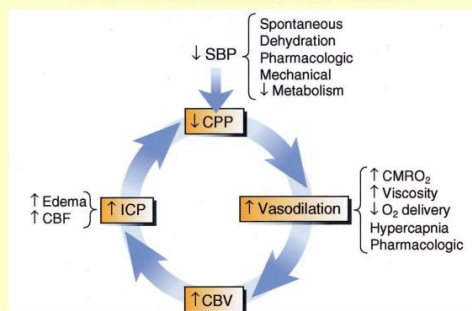 ↓ SBP
Spontaneous
Dehydration
Pharmacologic
Mechanical
↓ Metabolism
↓ CPP
↑ Vasodilation
↑ CMRO₂
↑ Viscosity
↓ O₂ delivery
Hypercapnia
Pharmacologic
↑ CBV
↑ ICP
↑ Edema
↑ CBF